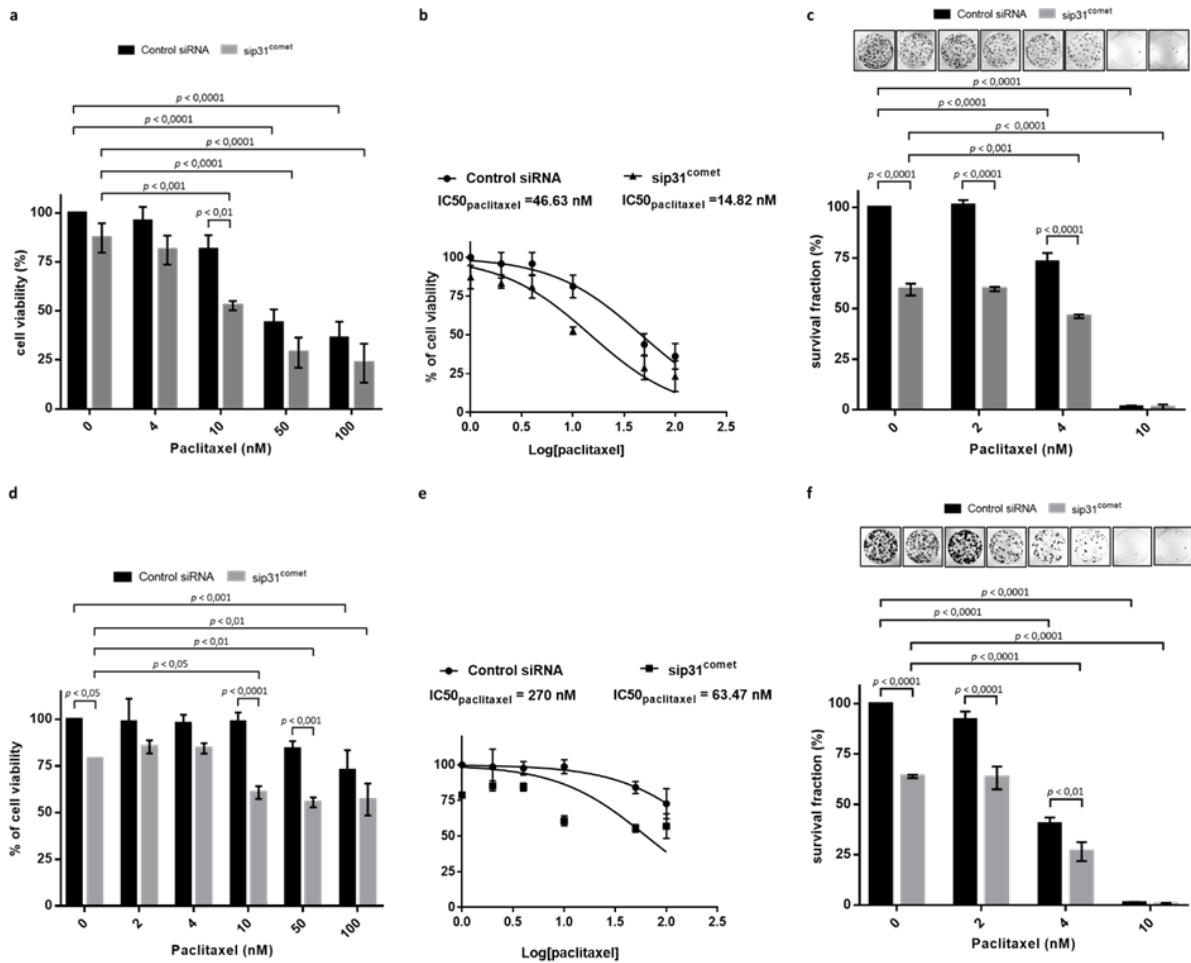 a
Control siRNA sip31comet
p < 0,0001
p < 0,0001
p < 0,0001
p < 0,0001
p < 0,001
p < 0,01
100
75
50
25
0
cell viability (%)
0 4 10 50 100
Paclitaxel (nM)
b
Control siRNA sip31comet
IC50paclitaxel =46.63 nM IC50paclitaxel =14.82 nM
100
75
50
25
0
% of cell viability
0.0 0.5 1.0 1.5 2.0 2.5
Log[paclitaxel]
c
Control siRNA sip31comet
p < 0,0001
p < 0,0001
p < 0,0001
p < 0,001
p < 0,0001
p < 0,0001
p < 0,0001
100
75
50
25
0
survival fraction (%)
0 2 4 10
Paclitaxel (nM)
d
Control siRNA sip31comet
p < 0,001
p < 0,01
p < 0,01
p < 0,05
p < 0,05
p < 0,0001
p < 0,001
100
75
50
25
0
% of cell viability
0 2 4 10 50 100
Paclitaxel (nM)
e
Control siRNA sip31comet
IC50paclitaxel = 270 nM IC50paclitaxel = 63.47 nM
100
75
50
25
0
% of cell viability
0.0 0.5 1.0 1.5 2.0 2.5
Log[paclitaxel]
f
Control siRNA sip31comet
p < 0,0001
p < 0,0001
p < 0,0001
p < 0,0001
p < 0,0001
p < 0,0001
p < 0,01
100
75
50
25
0
survival fraction (%)
0 2 4 10
Paclitaxel (nM)